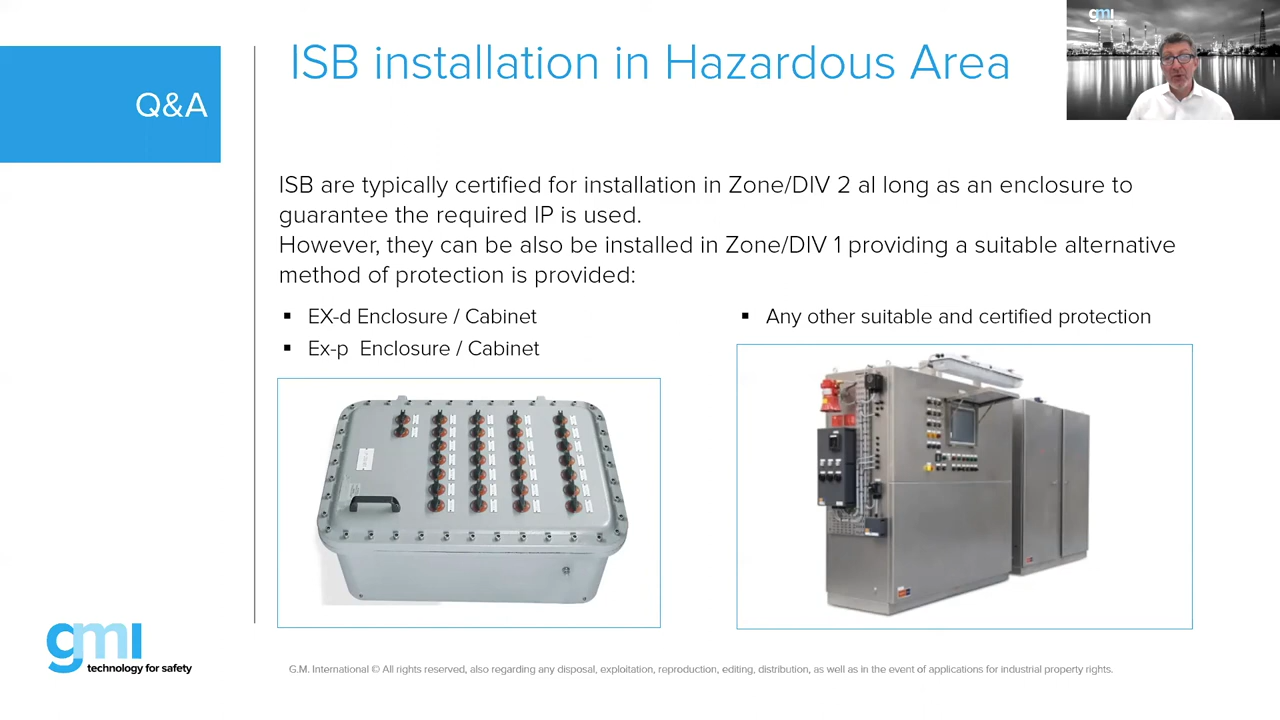 ISB installation in Hazardous Area
gmi
Q&A
ISB are typically certified for installation in Zone/DIV 2 al long as an enclosure to
guarantee the required IP is used.
However, they can be also be installed in Zone/DIV 1 providing a suitable alternative
method of protection is provided:
▪ EX-d Enclosure / Cabinet
▪ Ex-p Enclosure / Cabinet
▪ Any other suitable and certified protection
gmi
technology for safety
G.M. International © All rights reserved, also regarding any disposal, exploitation, reproduction, editing, distribution, as well as in the event of applications for industrial property rights.